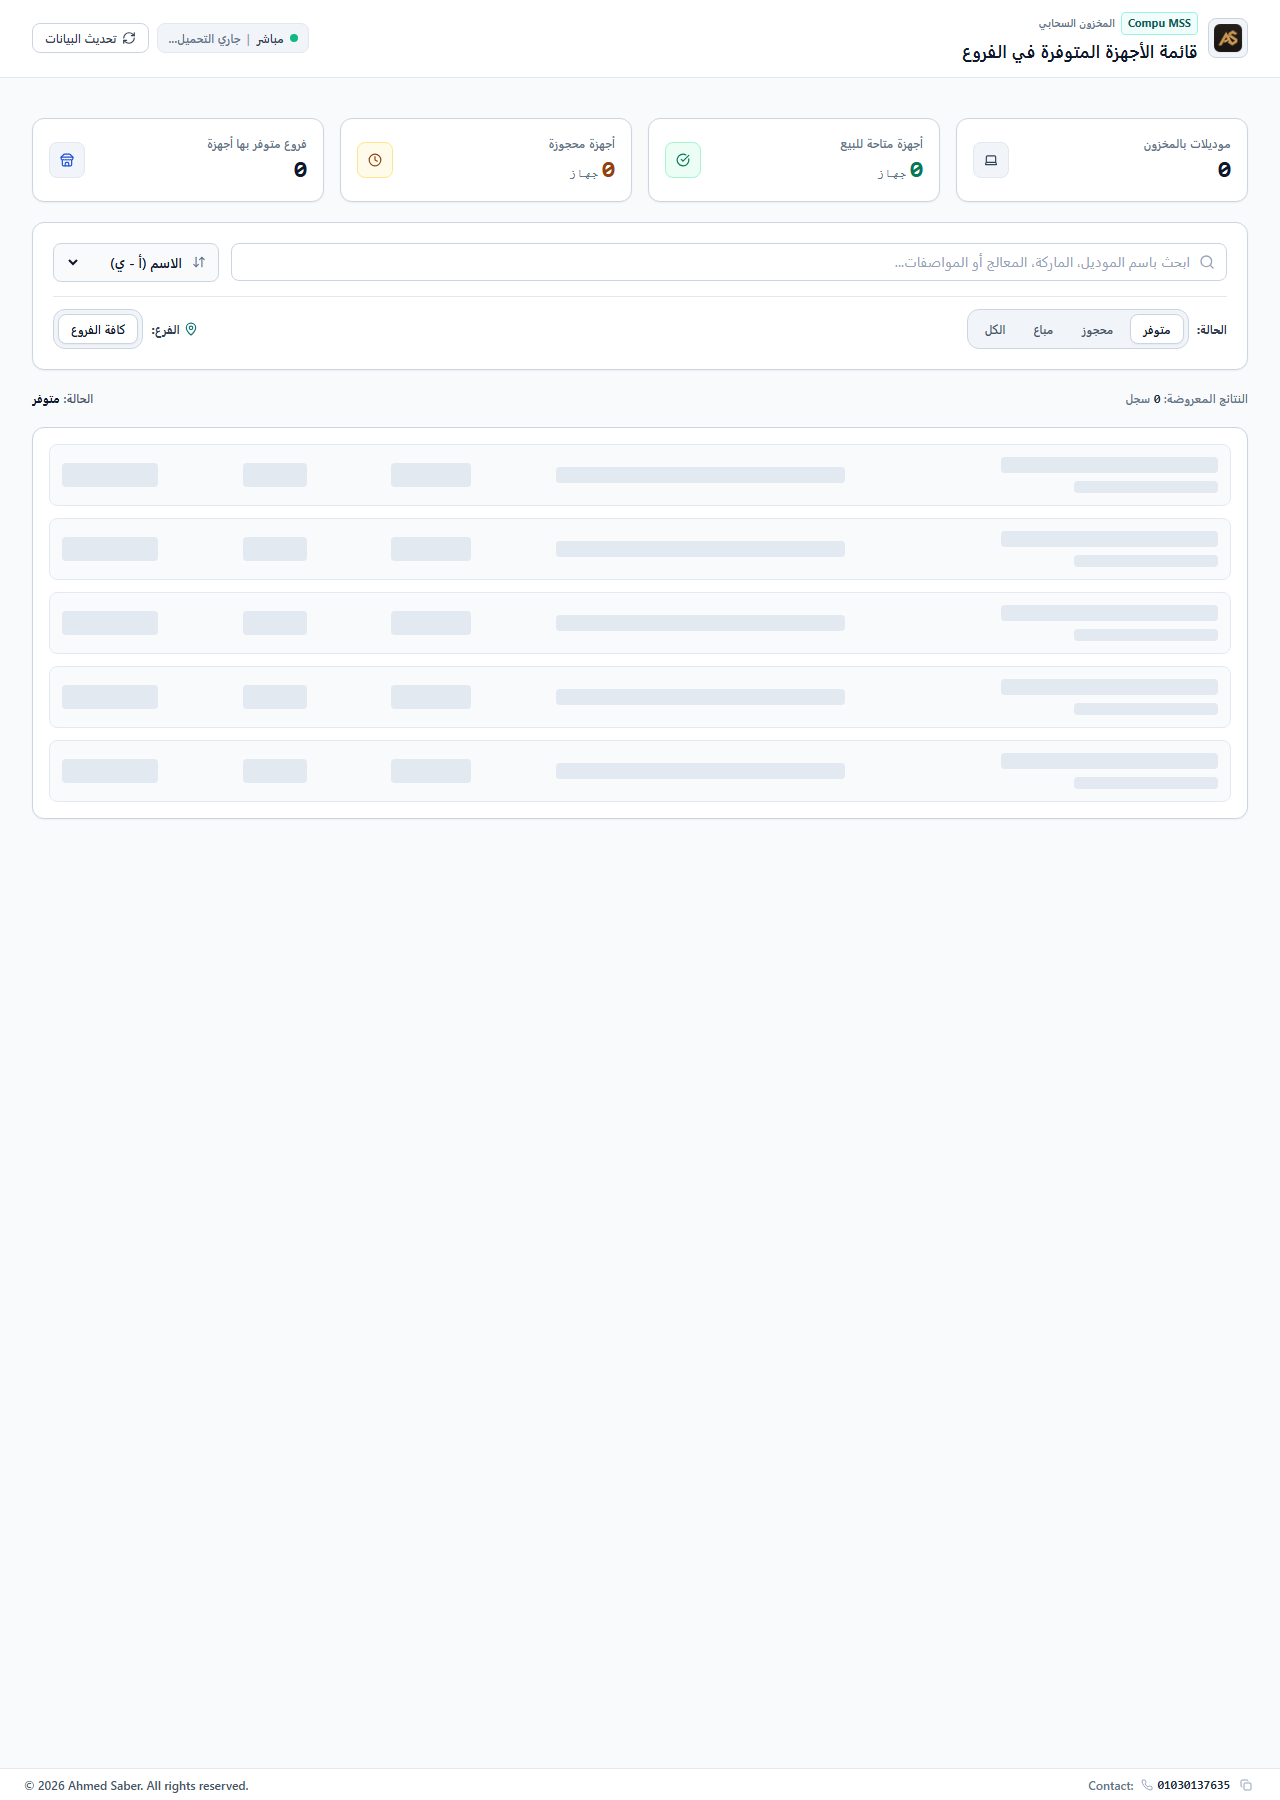 Compu MSS المخزون السحابي
قائمة الأجهزة المتوفرة في الفروع
مباشر | جاري التحميل...
تحديث البيانات
موديلات بالمخزون
0
أجهزة متاحة للبيع
0 جهاز
أجهزة محجوزة
0 جهاز
فروع متوفر بها أجهزة
0
ابحث باسم الموديل، الماركة، المعالج أو المواصفات...
الاسم (أ - ي)
الحالة: متوفر محجوز مباع الكل
الفرع: كافة الفروع
النتائج المعروضة: 0 سجل
الحالة: متوفر
© 2026 Ahmed Saber. All rights reserved.
Contact: 01030137635